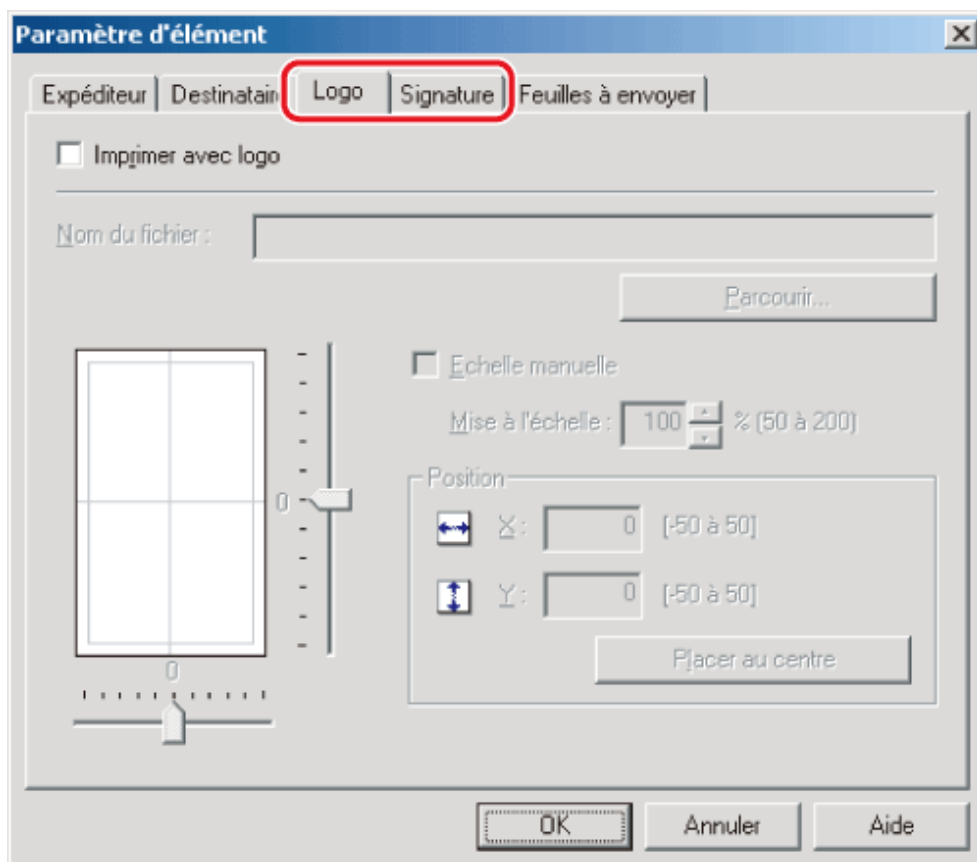 Paramètre d'élément
Expéditeur Destinatair Logo Signature Feuilles à envoyer
Imprimer avec logo
Nom du fichier :
Parcourir...
Echelle manuelle
Mise à l'échelle : 100 % (50 à 200)
Position
0
X : 0 [-50 à 50]
Y : 0 [-50 à 50]
Placer au centre
0
OK Annuler Aide